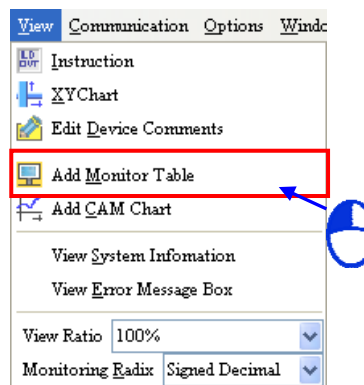 View Communication Options
Instruction
XYChart
Edit Device Comments
Add Monitor Table
Add CAM Chart
View System Infomation
View Error Message Box
View Ratio 100%
Monitoring Radix Signed Decimal